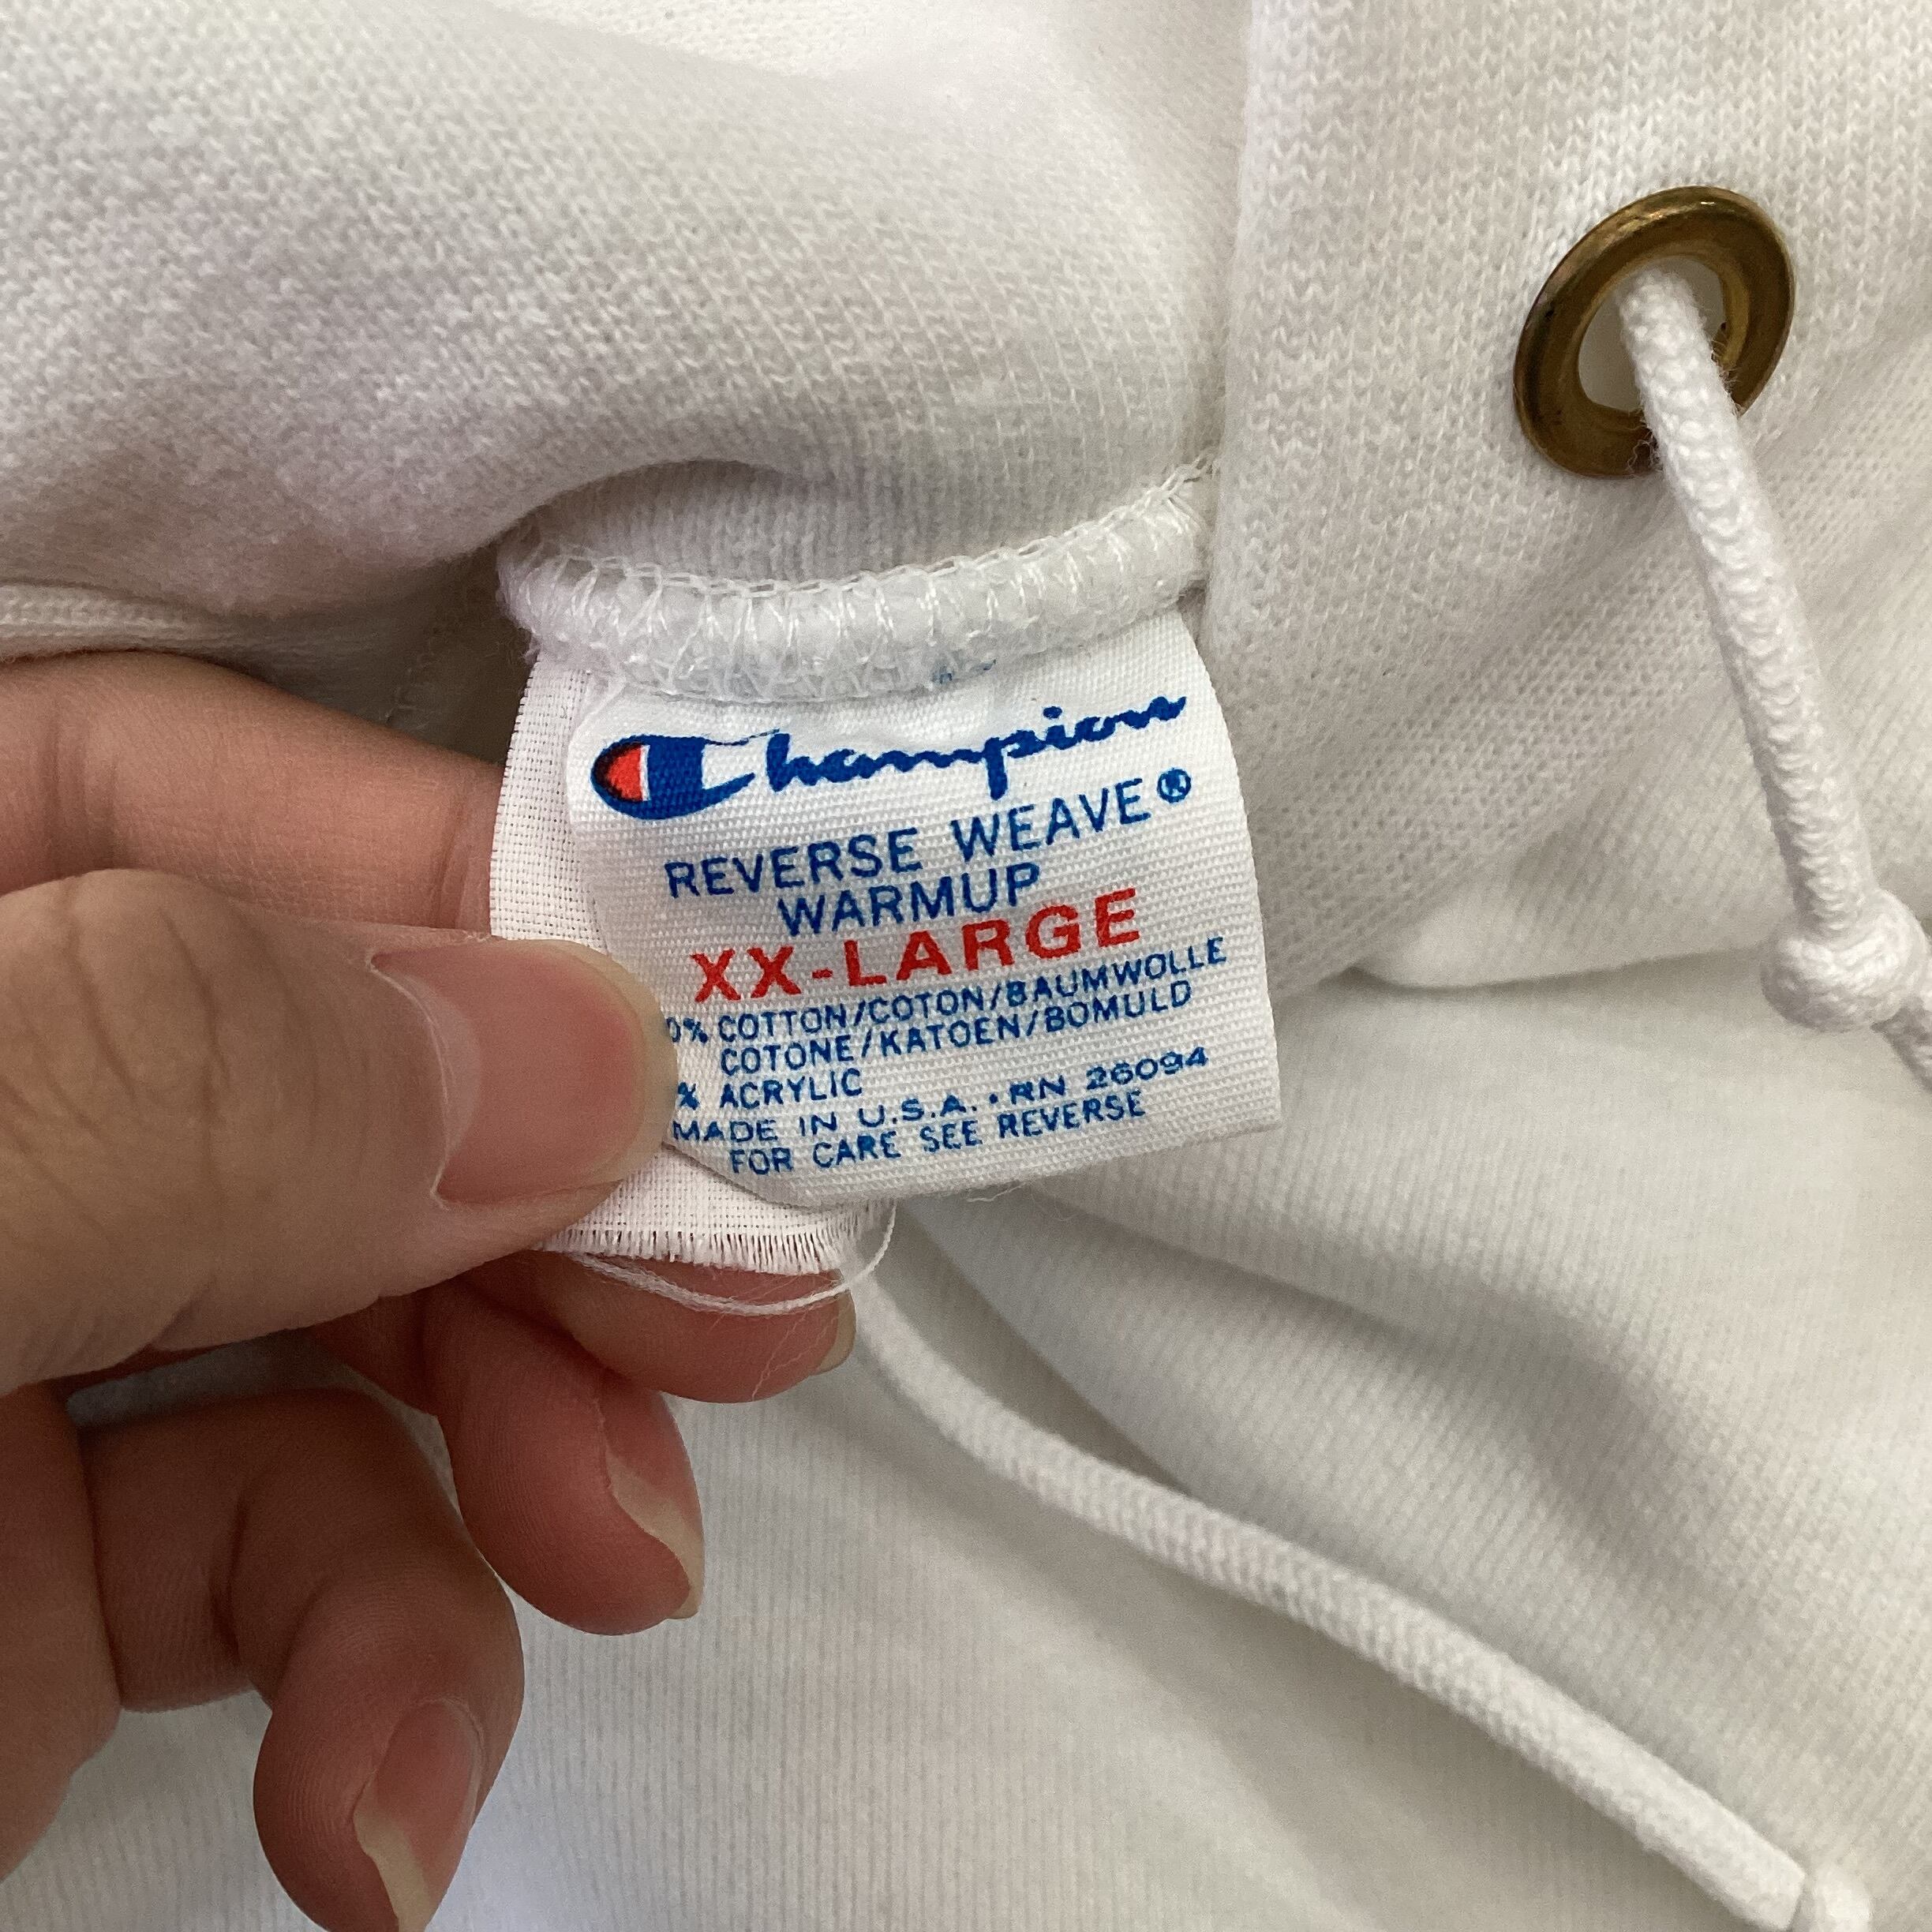 Champion
REVERSE WEAVE®
WARMUP
XX-LARGE
0% COTTON/COTON/BAUMWOLLE
COTONE/KATOEN/BOMULD
% ACRYLIC
MADE IN U.S.A. • RN 26094
FOR CARE SEE REVERSE